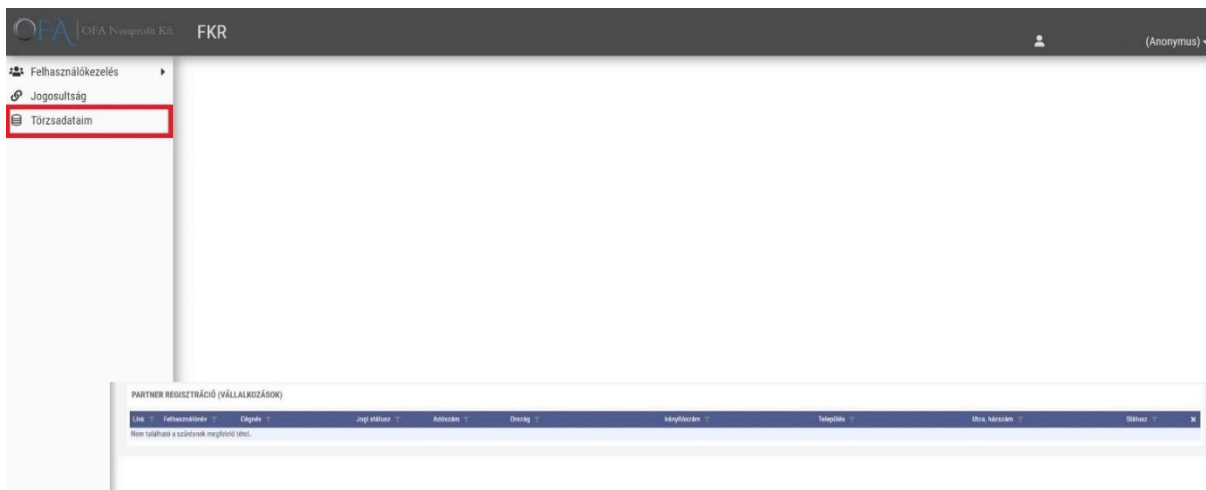 OFA OFA Nonprofit Kft. FKR (Anonymus)
Felhasználókezelés
Jogosultság
Törzsadataim
PARTNER REGISZTRÁCIÓ (VÁLLALKOZÁSOK)
Link Felhasználónév Cégnév Jogi státusz Adószám Ország Irányítószám Település Utca, házszám Státusz
Nem található a szűrésnek megfelelő tétel.